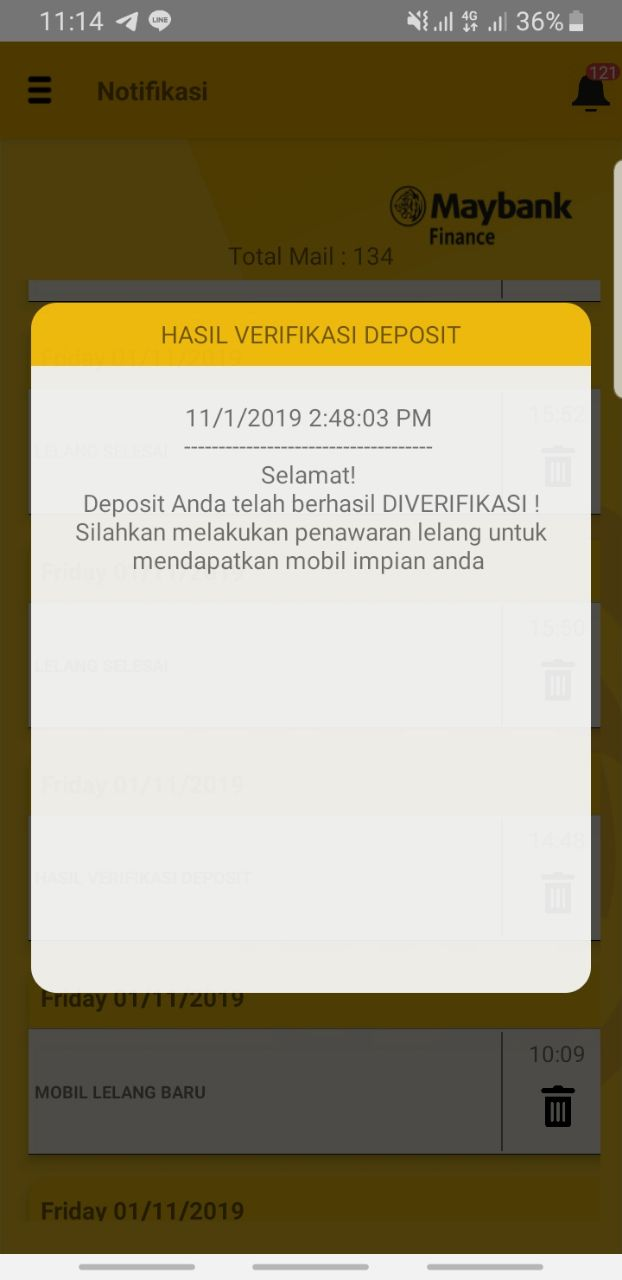 11:14 LINE 4G 36%
Notifikasi 121
Maybank
Finance
Total Mail : 134
HASIL VERIFIKASI DEPOSIT
Friday 01/11/2019
11/1/2019 2:48:03 PM
15:52
-----------------------------------
LELANG SELESAI
Selamat!
Deposit Anda telah berhasil DIVERIFIKASI !
Silahkan melakukan penawaran lelang untuk
mendapatkan mobil impian anda
Friday 01/11/2019
15:50
LELANG SELESAI
Friday 01/11/2019
14:48
HASIL VERIFIKASI DEPOSIT
Friday 01/11/2019
10:09
MOBIL LELANG BARU
Friday 01/11/2019